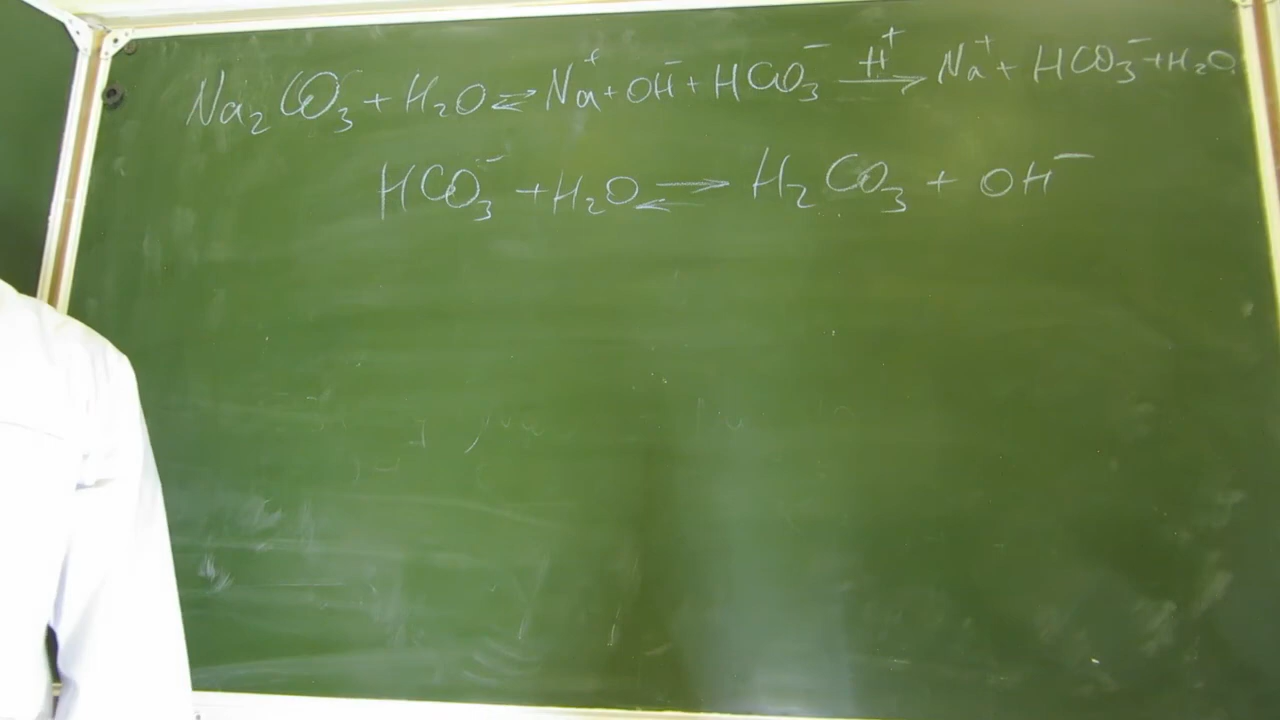 Na₂CO₃ + H₂O ⇄ Na⁺ + OH⁻ + HCO₃⁻ —H⁺→ Na⁺ + HCO₃⁻ + H₂O
HCO₃⁻ + H₂O ⇄ H₂CO₃ + OH⁻